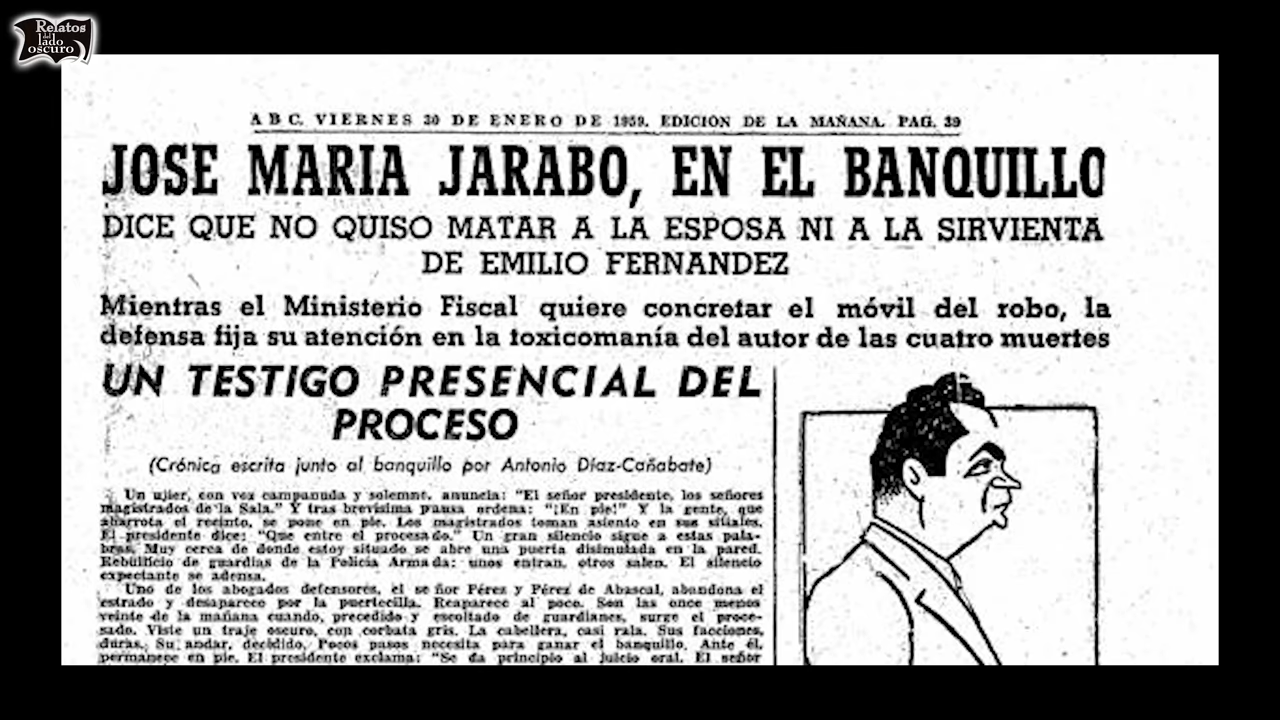 Relatos
del
lado
oscuro
ABC. VIERNES 30 DE ENERO DE 1959. EDICION DE LA MAÑANA. PAG. 39
JOSE MARIA JARABO, EN EL BANQUILLO
DICE QUE NO QUISO MATAR A LA ESPOSA NI A LA SIRVIENTA
DE EMILIO FERNANDEZ
Mientras el Ministerio Fiscal quiere concretar el móvil del robo, la
defensa fija su atención en la toxicomanía del autor de las cuatro muertes
UN TESTIGO PRESENCIAL DEL
PROCESO
(Crónica escrita junto al banquillo por Antonio Díaz-Cañabate)
Un ujier, con voz campanuda y solemne, anuncia: "El señor presidente, los señores
magistrados de la Sala." Y tras brevísima pausa ordena: "¡En pie!" Y la gente, que
abarrota el recinto, se pone en pie. Los magistrados toman asiento en sus sitiales.
El presidente dice: "Que entre el procesado." Un gran silencio sigue a estas pala-
bras. Muy cerca de donde estoy situado se abre una puerta disimulada en la pared.
Rebullicio de guardias de la Policía Armada; unos entran, otros salen. El silencio
expectante se adensa.
Uno de los abogados defensores, el señor Pérez y Pérez de Abascal, abandona el
estrado y desaparece por la puertecilla. Reaparece al poco. Son las once menos
veinte de la mañana cuando, precedido y escoltado de guardianes, surge el proce-
sado. Viste un traje oscuro, con corbata gris. La cabellera, casi rala. Sus facciones,
duras. Su andar, decidido. Pocos pasos necesita para ganar el banquillo. Ante él,
permanece en pie. El presidente exclama: "Se da principio al juicio oral. El señor